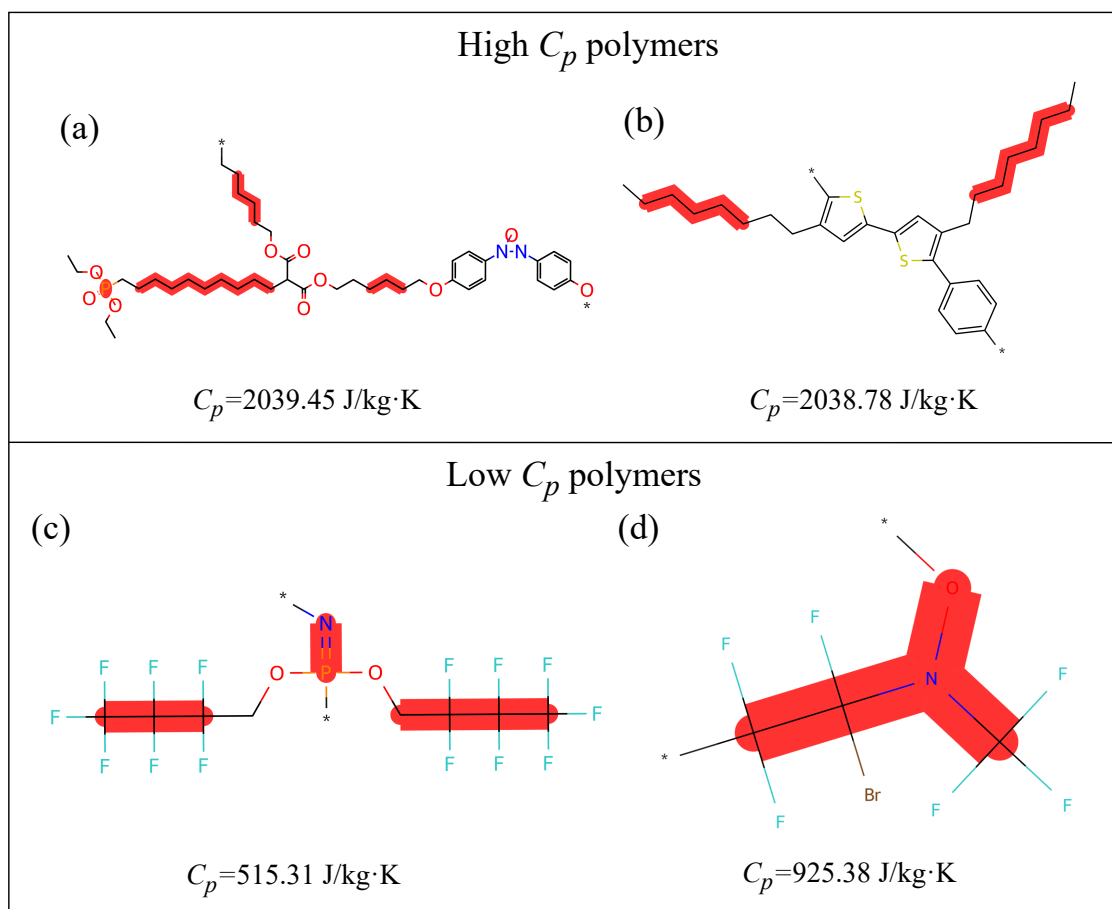 High Cp polymers
(a)
(b)
*
*
S
S
O
O
O
O
O
N
N
O
P
O
O
O
O
*
*
Cp=2039.45 J/kg·K
Cp=2038.78 J/kg·K
Low Cp polymers
(c)
(d)
*
*
N
O
F
F
F
F
F
O
P
O
N
F
F
F
F
F
F
F
*
*
F
F
F
F
F
F
F
F
F
F
Br
F
F
Cp=515.31 J/kg·K
Cp=925.38 J/kg·K